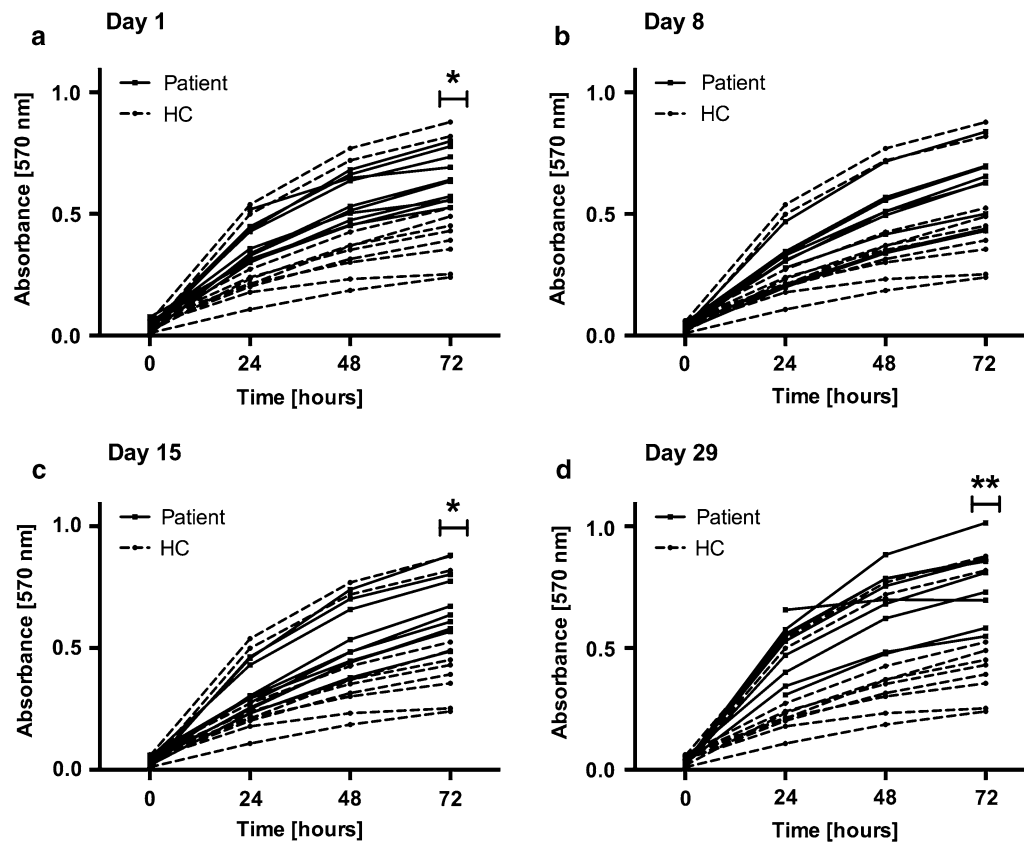 a
Day 1
Absorbance [570 nm]
1.0
0.5
0.0
Patient
HC
*
0 24 48 72
Time [hours]
b
Day 8
Absorbance [570 nm]
1.0
0.5
0.0
Patient
HC
0 24 48 72
Time [hours]
c
Day 15
Absorbance [570 nm]
1.0
0.5
0.0
Patient
HC
*
0 24 48 72
Time [hours]
d
Day 29
Absorbance [570 nm]
1.0
0.5
0.0
Patient
HC
**
0 24 48 72
Time [hours]